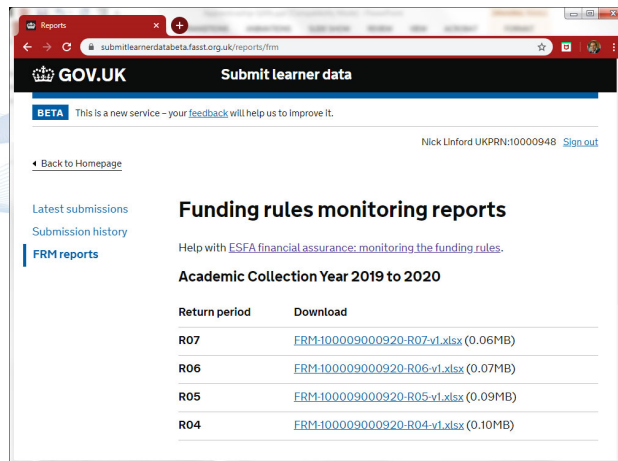 Reports
submitlearnerdatabeta.fasst.org.uk/reports/frm
GOV.UK Submit learner data
BETA This is a new service – your feedback will help us to improve it.
Nick Linford UKPRN:10000948 Sign out
Back to Homepage
Latest submissions
Submission history
FRM reports
Funding rules monitoring reports
Help with ESFA financial assurance: monitoring the funding rules.
Academic Collection Year 2019 to 2020
Return period Download
R07 FRM-100009000920-R07-v1.xlsx (0.06MB)
R06 FRM-100009000920-R06-v1.xlsx (0.07MB)
R05 FRM-100009000920-R05-v1.xlsx (0.09MB)
R04 FRM-100009000920-R04-v1.xlsx (0.10MB)